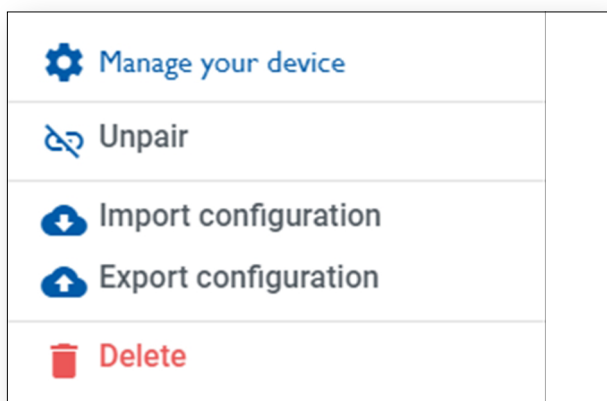 Manage your device
Unpair
Import configuration
Export configuration
Delete